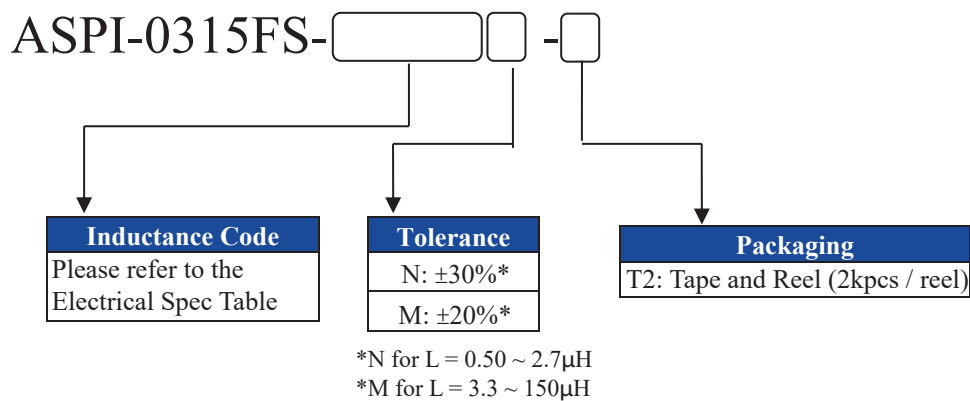 ASPI-0315FS- -
Inductance Code
Please refer to the
Electrical Spec Table
Tolerance
N: ±30%*
M: ±20%*
*N for L = 0.50 ~ 2.7μH
*M for L = 3.3 ~ 150μH
Packaging
T2: Tape and Reel (2kpcs / reel)